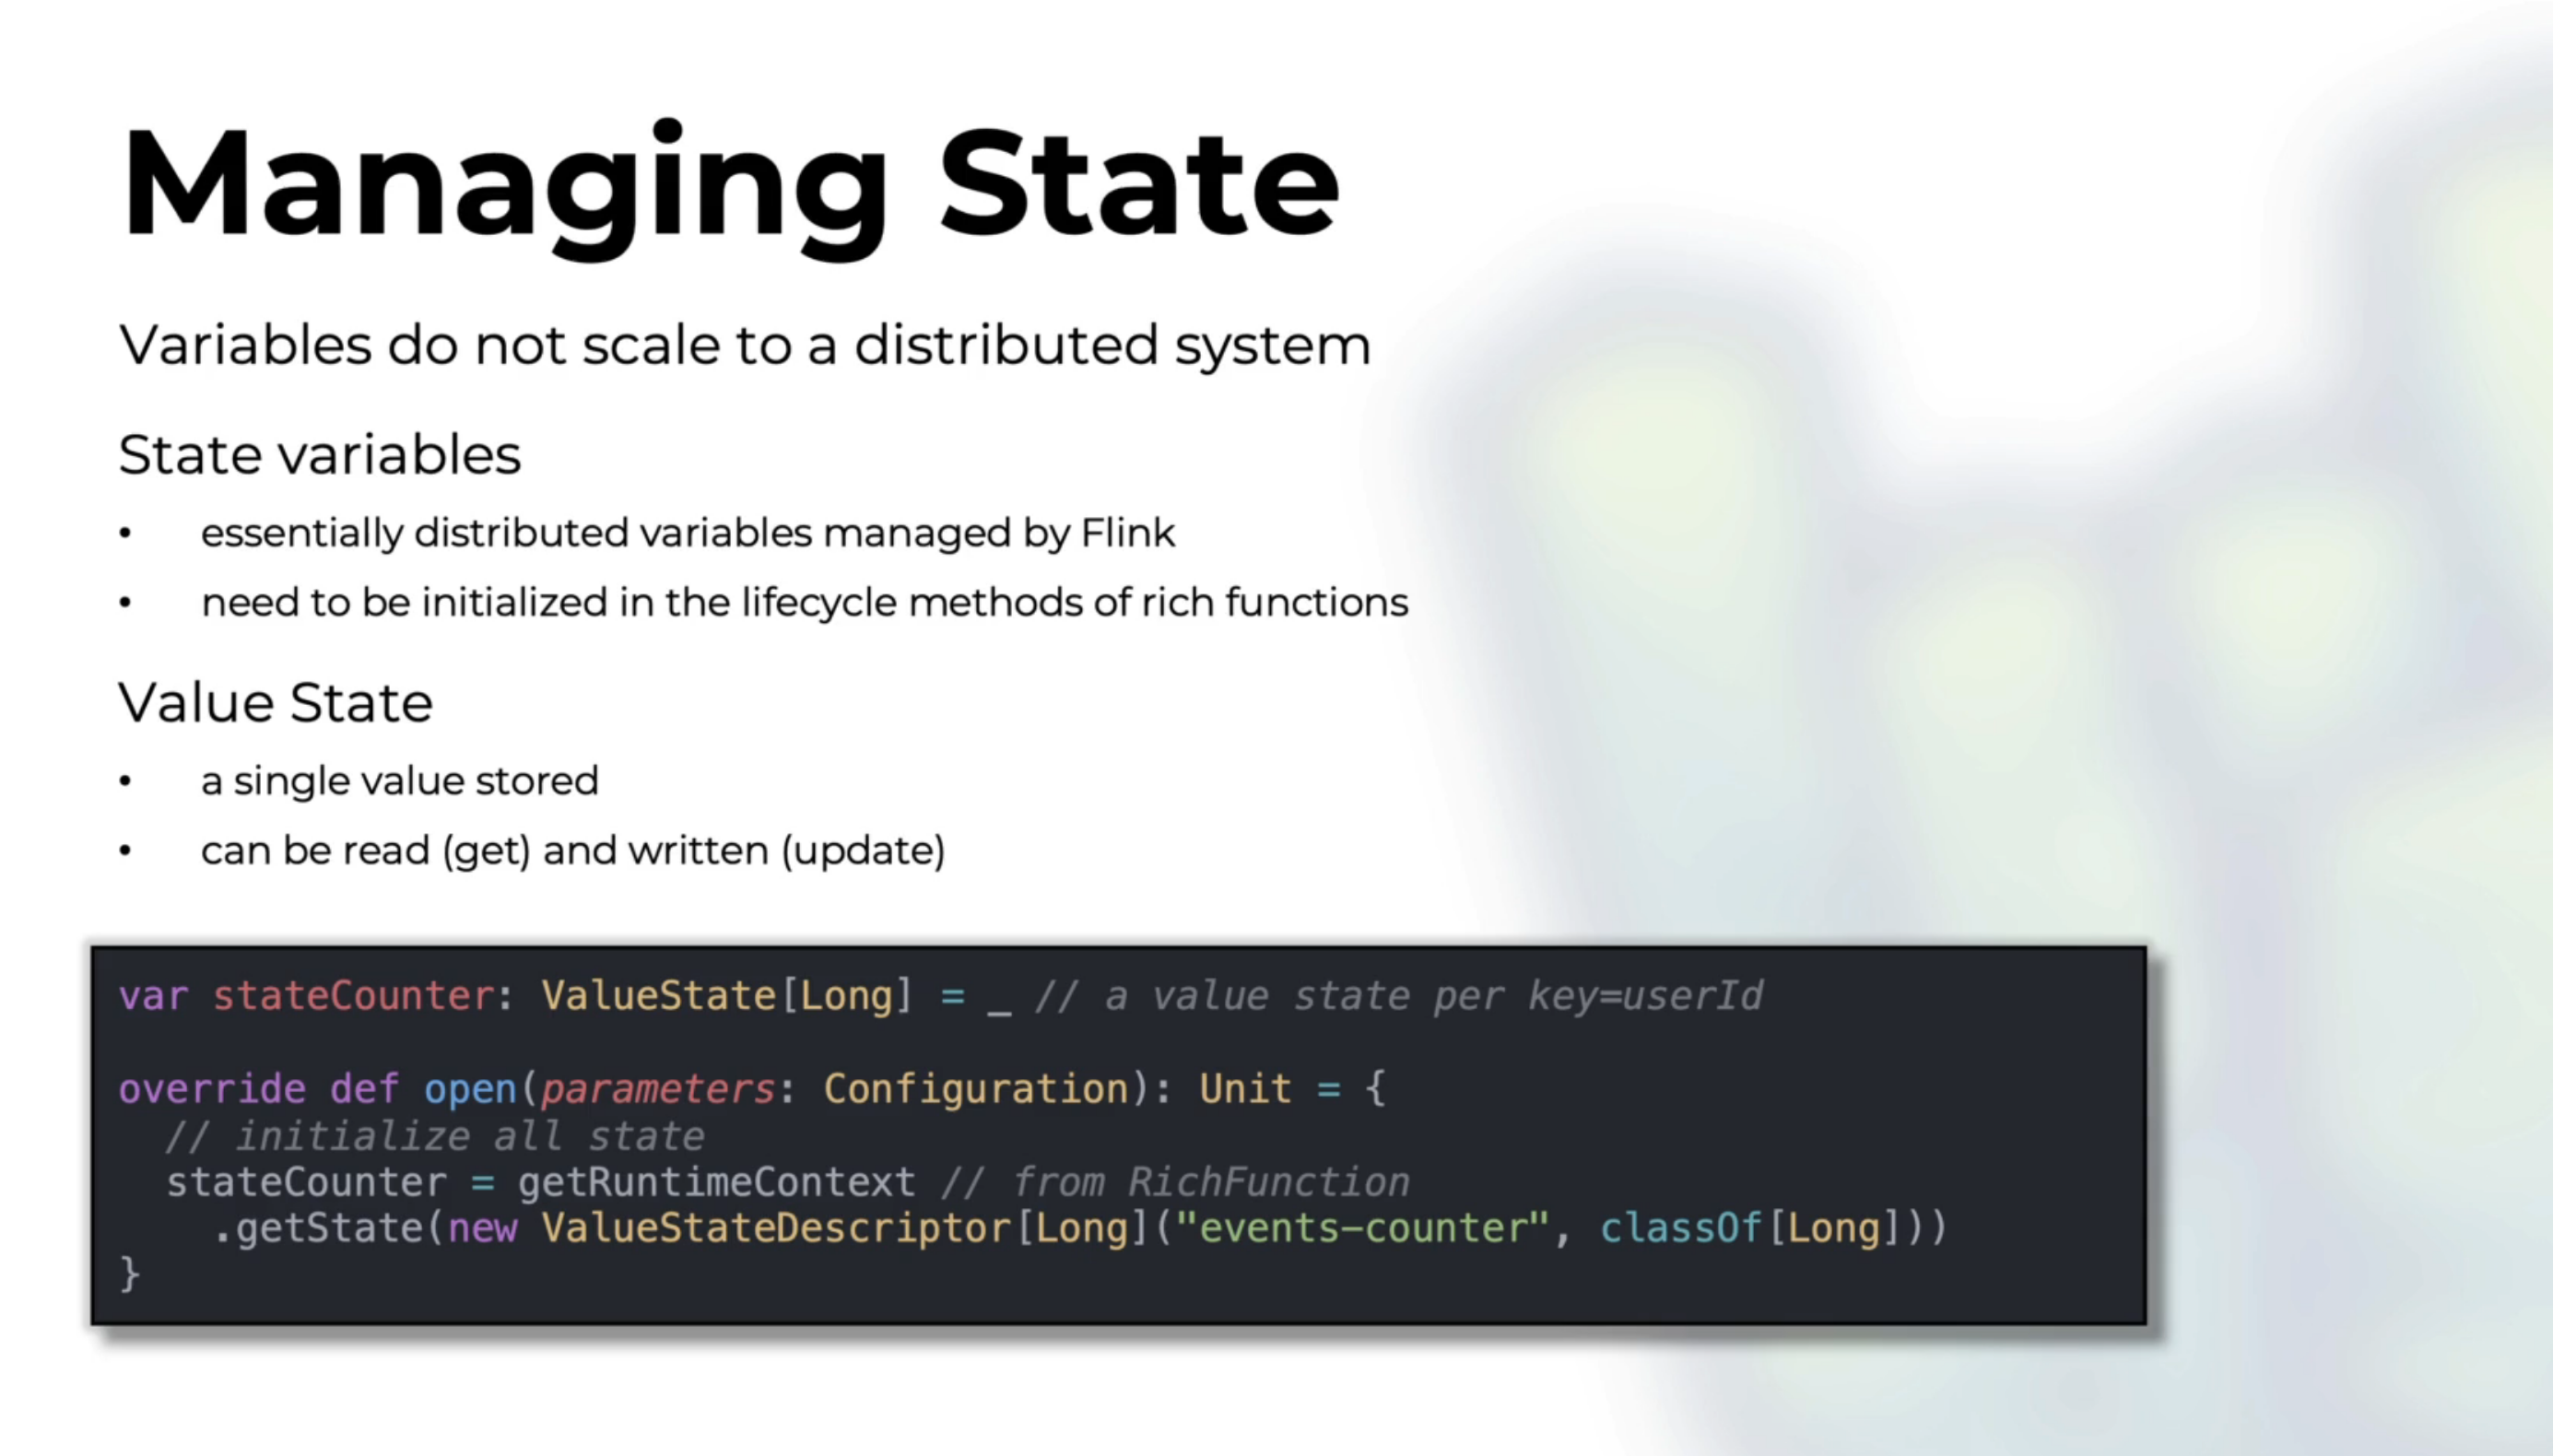 Managing State
Variables do not scale to a distributed system
State variables
• essentially distributed variables managed by Flink
• need to be initialized in the lifecycle methods of rich functions
Value State
• a single value stored
• can be read (get) and written (update)
var stateCounter: ValueState[Long] = _ // a value state per key=userId
override def open(parameters: Configuration): Unit = {
  // initialize all state
  stateCounter = getRuntimeContext // from RichFunction
    .getState(new ValueStateDescriptor[Long]("events-counter", classOf[Long]))
}